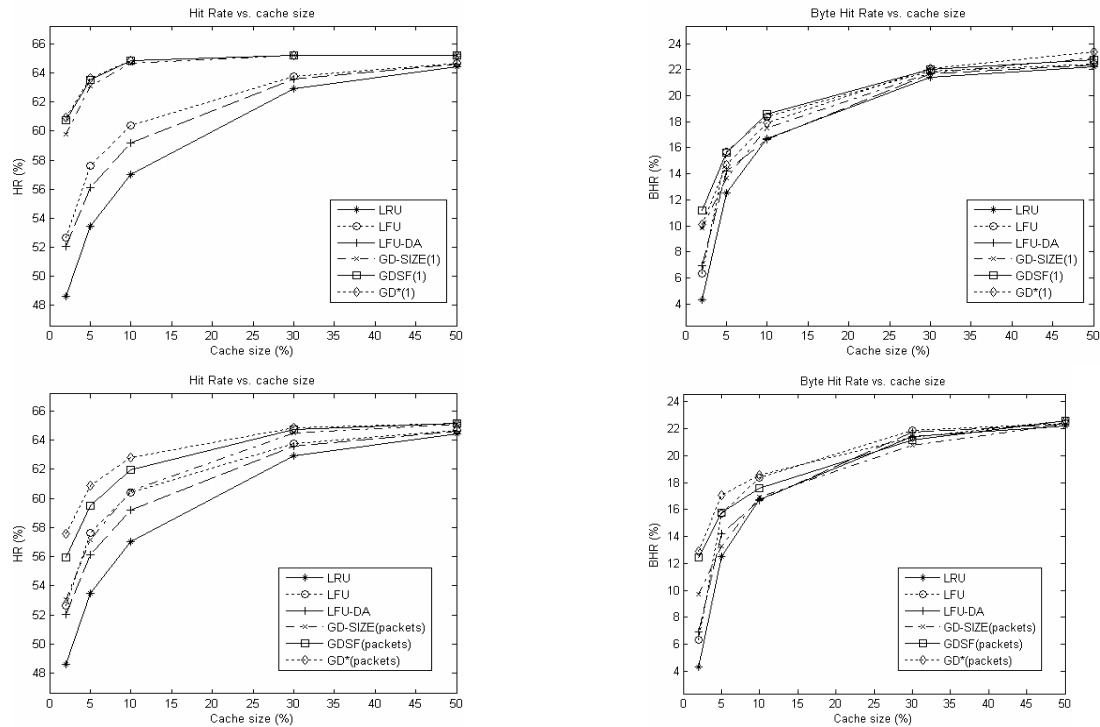 Hit Rate vs. cache size
66
64
62
60
58
56
54
52
50
48
HR (%)
LRU
LFU
LFU-DA
GD-SIZE(1)
GDSF(1)
GD*(1)
0 5 10 15 20 25 30 35 40 45 50
Cache size (%)
Byte Hit Rate vs. cache size
24
22
20
18
16
14
12
10
8
6
4
BHR (%)
LRU
LFU
LFU-DA
GD-SIZE(1)
GDSF(1)
GD*(1)
0 5 10 15 20 25 30 35 40 45 50
Cache size (%)
Hit Rate vs. cache size
66
64
62
60
58
56
54
52
50
48
HR (%)
LRU
LFU
LFU-DA
GD-SIZE(packets)
GDSF(packets)
GD*(packets)
0 5 10 15 20 25 30 35 40 45 50
Cache size (%)
Byte Hit Rate vs. cache size
24
22
20
18
16
14
12
10
8
6
4
BHR (%)
LRU
LFU
LFU-DA
GD-SIZE(packets)
GDSF(packets)
GD*(packets)
0 5 10 15 20 25 30 35 40 45 50
Cache size (%)